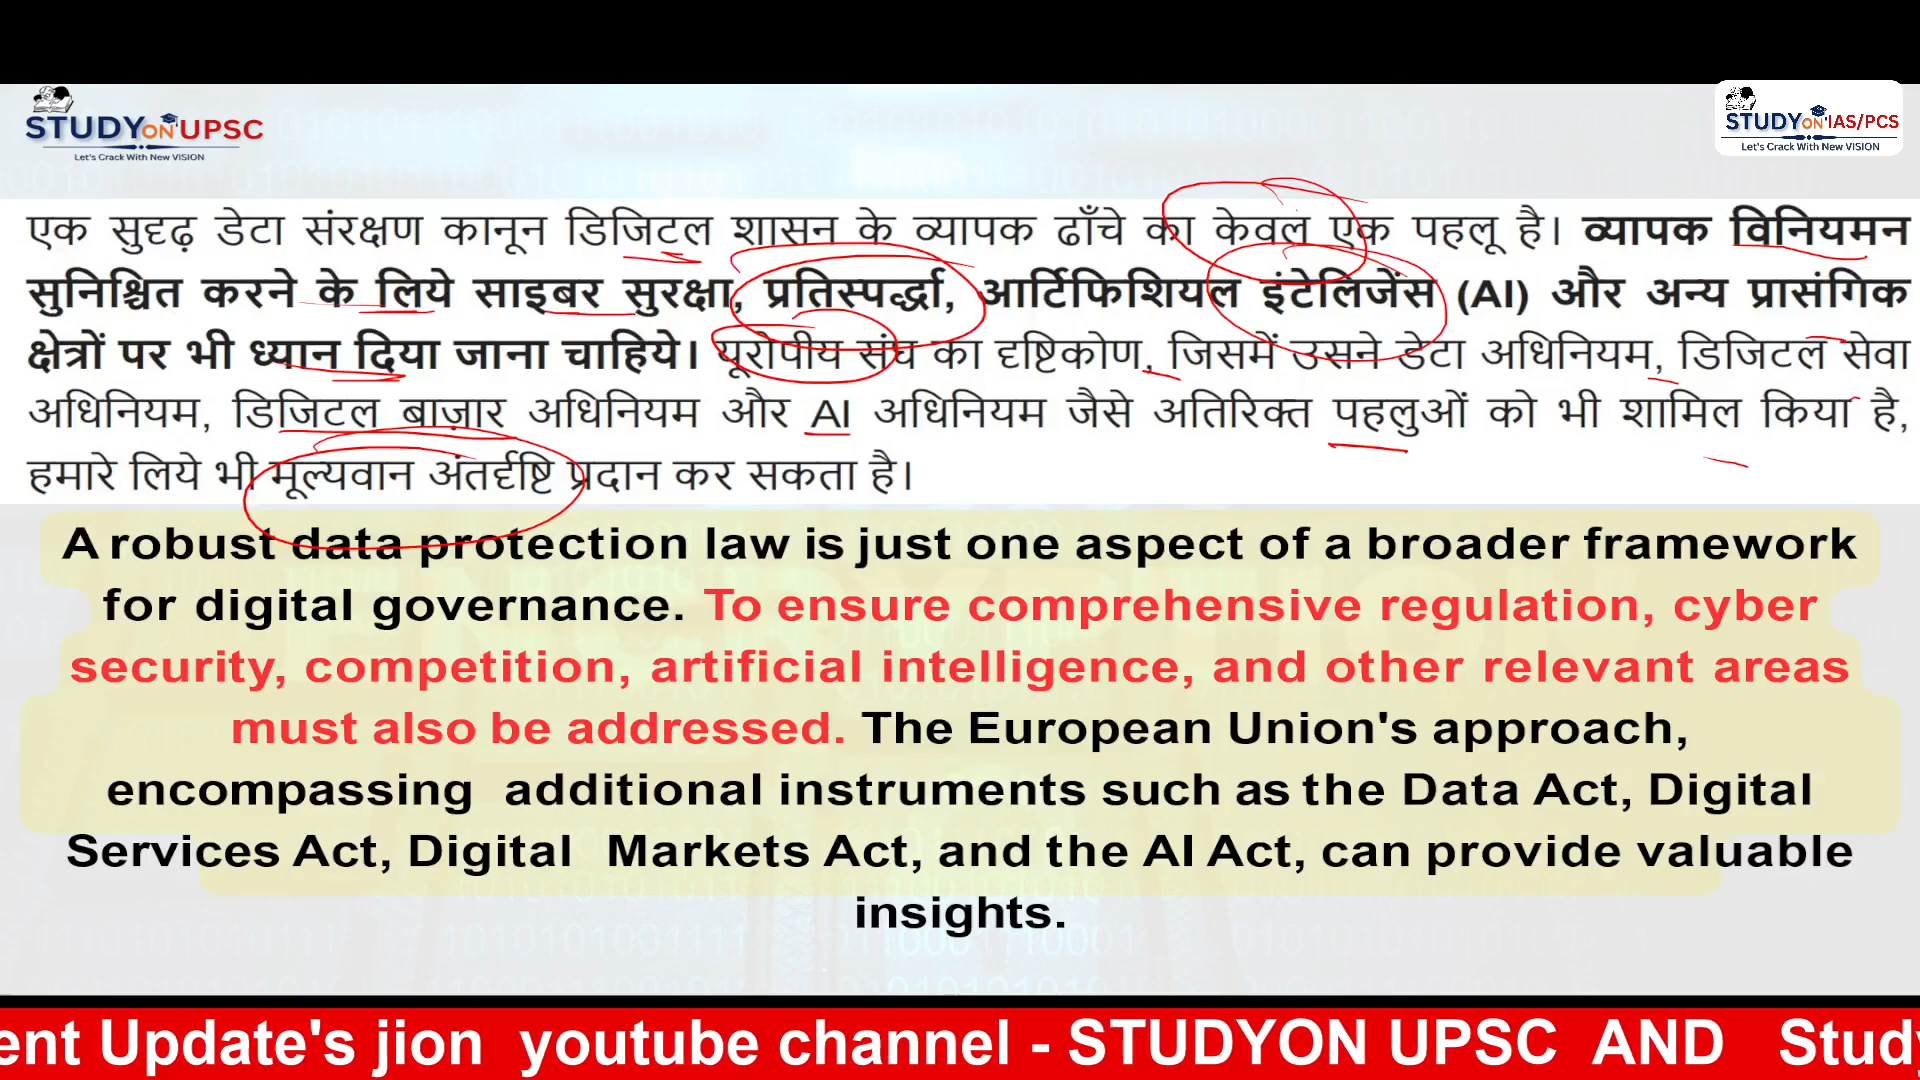 STUDYON UPSC
Let's Crack With New VISION
STUDYON IAS/PCS
Let's Crack With New VISION
एक सुदृढ़ डेटा संरक्षण कानून डिजिटल शासन के व्यापक ढाँचे का केवल एक पहलू है। व्यापक विनियमन
सुनिश्चित करने के लिये साइबर सुरक्षा, प्रतिस्पर्द्धा, आर्टिफिशियल इंटेलिजेंस (AI) और अन्य प्रासंगिक
क्षेत्रों पर भी ध्यान दिया जाना चाहिये। यूरोपीय संघ का दृष्टिकोण, जिसमें उसने डेटा अधिनियम, डिजिटल सेवा
अधिनियम, डिजिटल बाज़ार अधिनियम और AI अधिनियम जैसे अतिरिक्त पहलुओं को भी शामिल किया है,
हमारे लिये भी मूल्यवान अंतर्दृष्टि प्रदान कर सकता है।
A robust data protection law is just one aspect of a broader framework
for digital governance. To ensure comprehensive regulation, cyber
security, competition, artificial intelligence, and other relevant areas
must also be addressed. The European Union's approach,
encompassing additional instruments such as the Data Act, Digital
Services Act, Digital Markets Act, and the AI Act, can provide valuable
insights.
ent Update's jion youtube channel - STUDYON UPSC AND Study